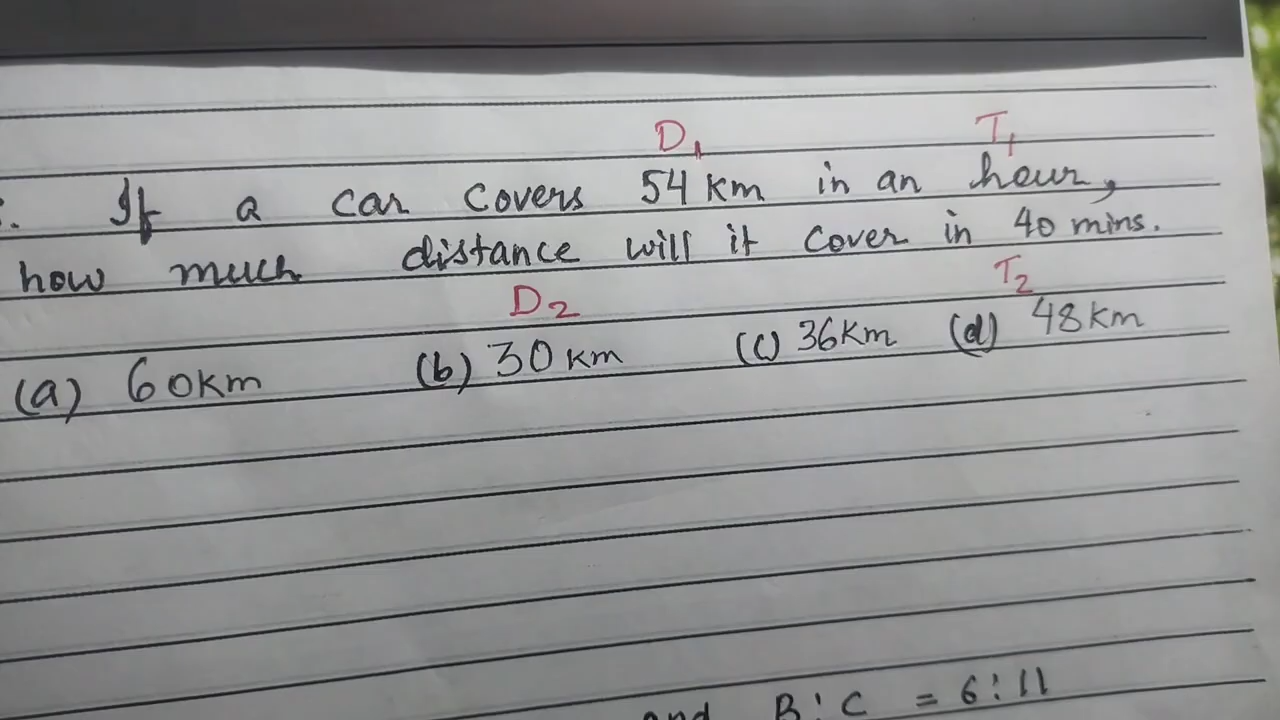 D1 T1
: If a car covers 54 km in an hour,
how much distance will it cover in 40 mins.
D2 T2
(a) 60km (b) 30 km (c) 36km (d) 48km
and B:C = 6:11